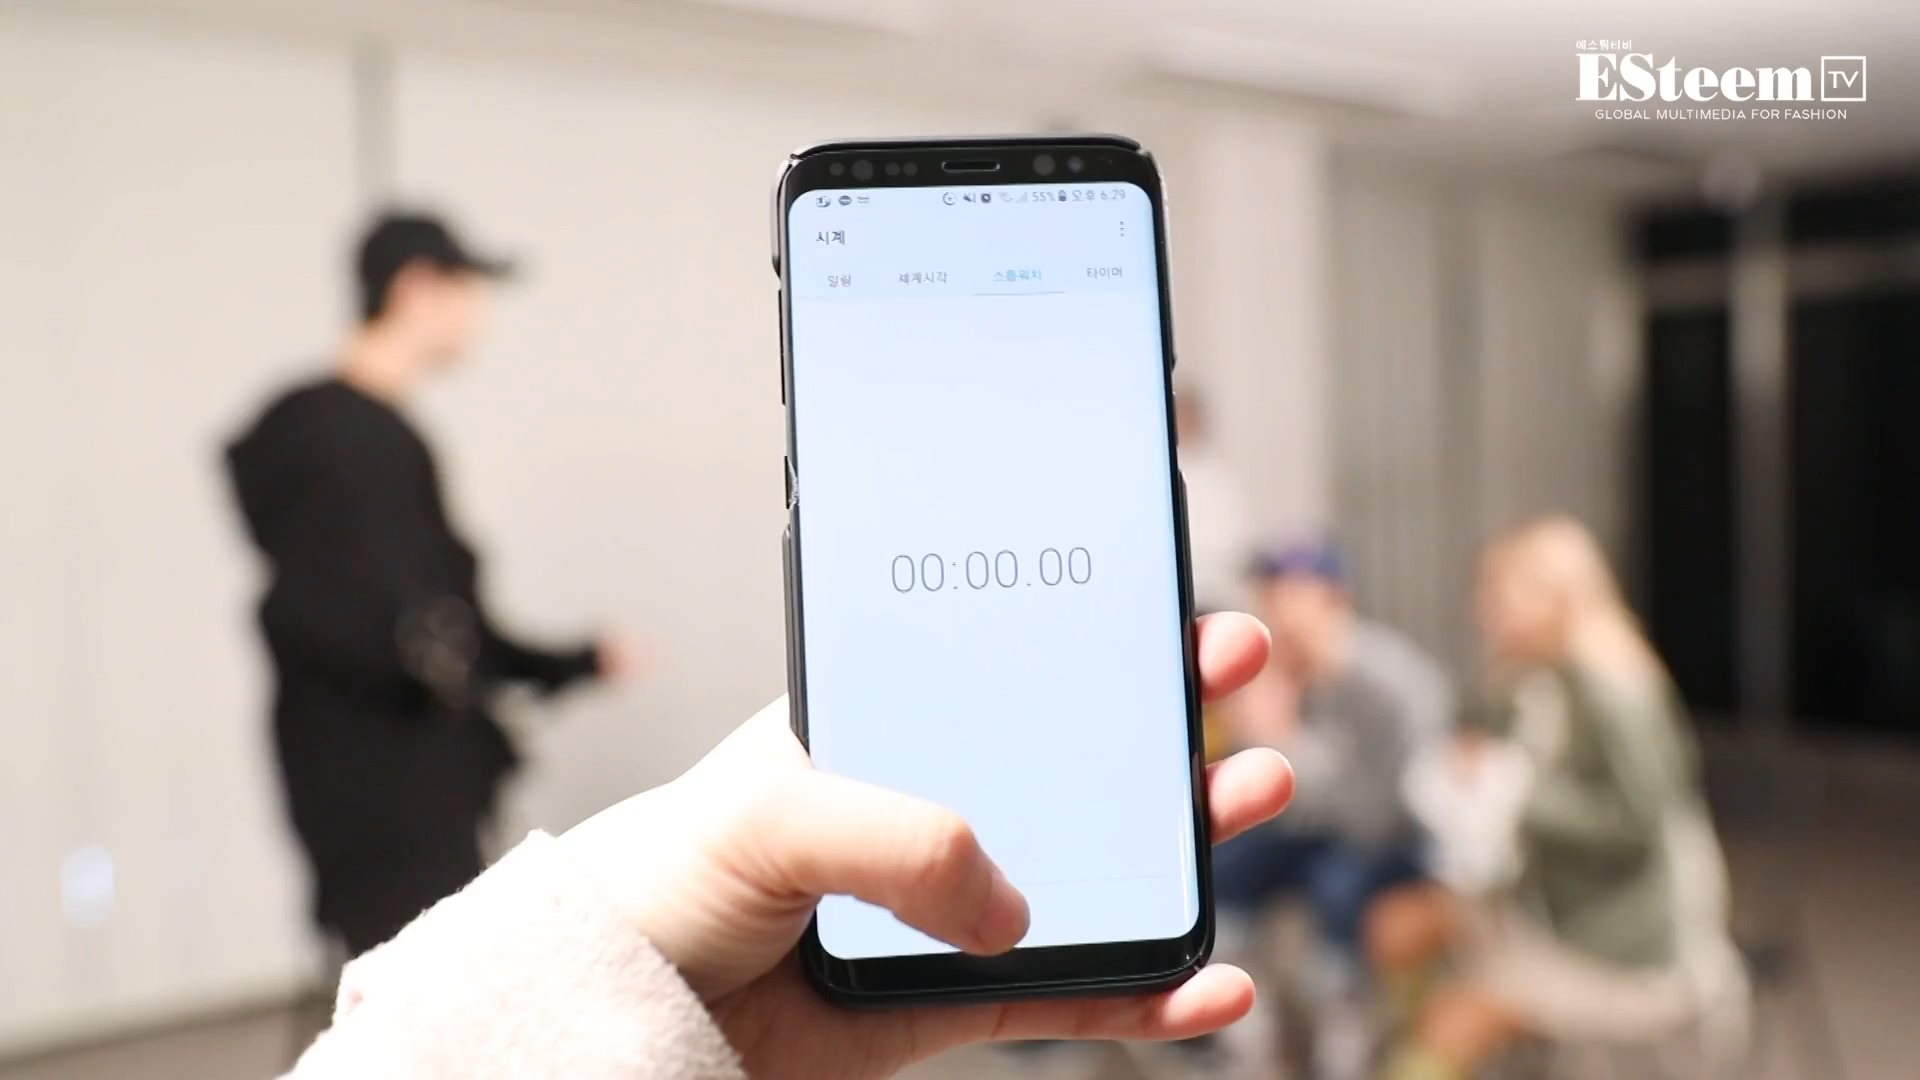 에스팀티비
ESteem TV
GLOBAL MULTIMEDIA FOR FASHION
55% 오후 6:29
시계
알람 세계시각 스톱워치 타이머
00:00.00